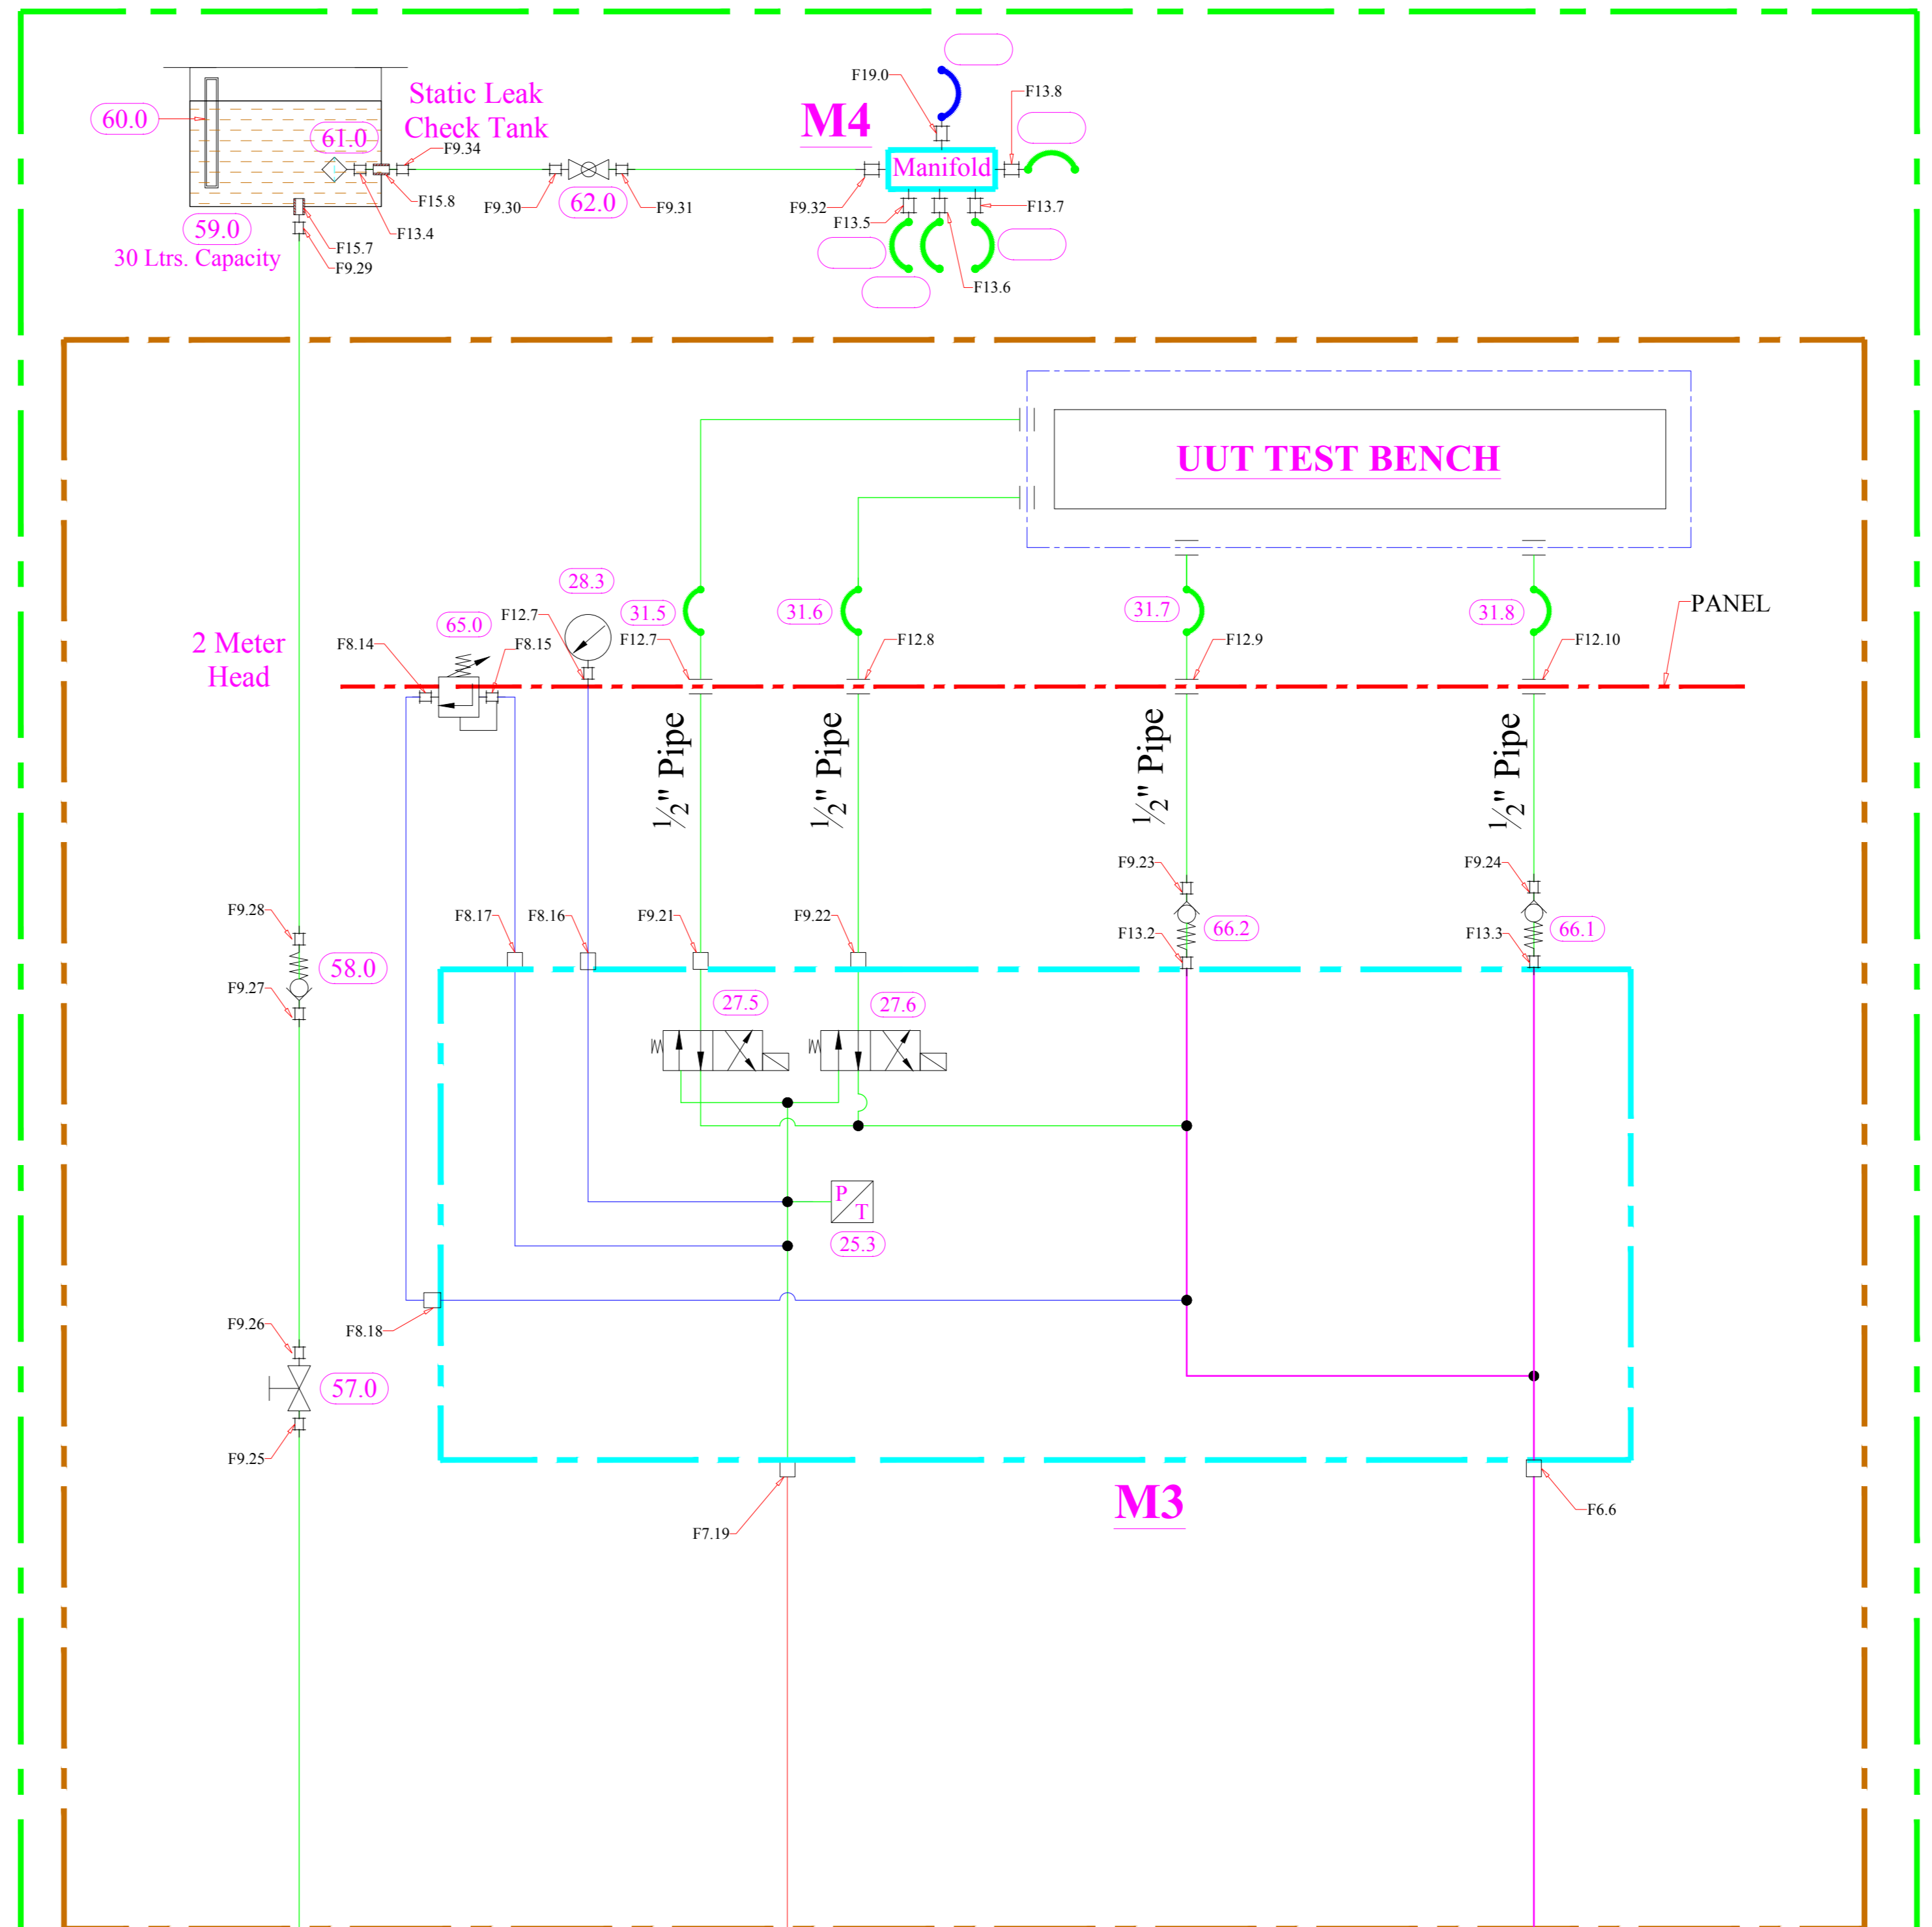 F19.0
F13.8
60.0
Static Leak
Check Tank
M4
61.0
F9.34
Manifold
F15.8
F9.30
62.0
F9.31
F9.32
F13.5
F13.7
F13.4
59.0
F15.7
30 Ltrs. Capacity
F9.29
F13.6
UUT TEST BENCH
28.3
31.5
31.6
31.7
31.8
PANEL
65.0
F12.7
F8.14
F8.15
F12.7
F12.8
F12.9
F12.10
2 Meter
Head
1/2" Pipe
1/2" Pipe
1/2" Pipe
1/2" Pipe
F9.23
F9.24
F9.28
F8.17
F8.16
F9.21
F9.22
F13.2
66.2
F13.3
66.1
58.0
F9.27
27.5
27.6
P
T
25.3
F9.26
F8.18
57.0
F9.25
M3
F7.19
F6.6